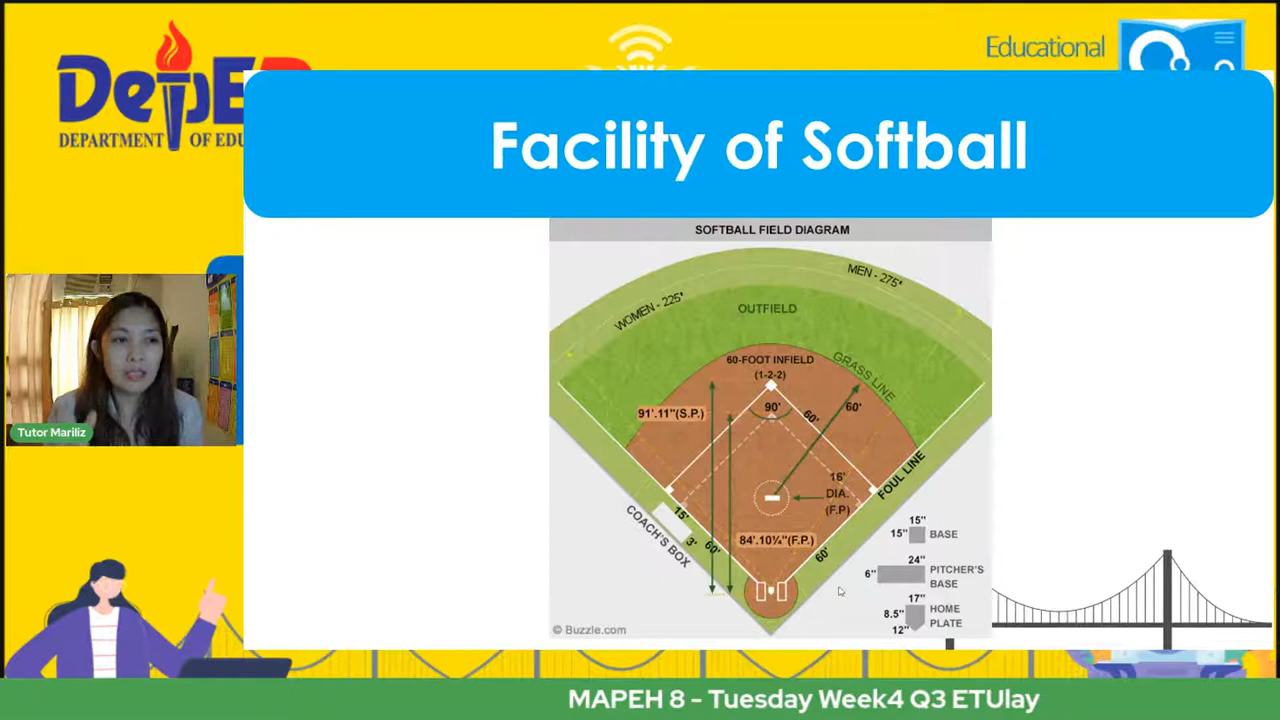 DepED
DEPARTMENT OF EDU
Educational
Facility of Softball
SOFTBALL FIELD DIAGRAM
MEN - 275'
WOMEN - 225'
OUTFIELD
60-FOOT INFIELD
(1-2-2)
GRASS LINE
91'.11"(S.P.)
90'
60'
60'
16'
DIA.
(F.P)
FOUL LINE
COACH'S BOX
15'
3'
60'
84'.10¼"(F.P.)
60'
15"
15" BASE
24"
6" PITCHER'S
BASE
17"
8.5" HOME
PLATE
12"
© Buzzle.com
Tutor Mariliz
MAPEH 8 - Tuesday Week4 Q3 ETUlay